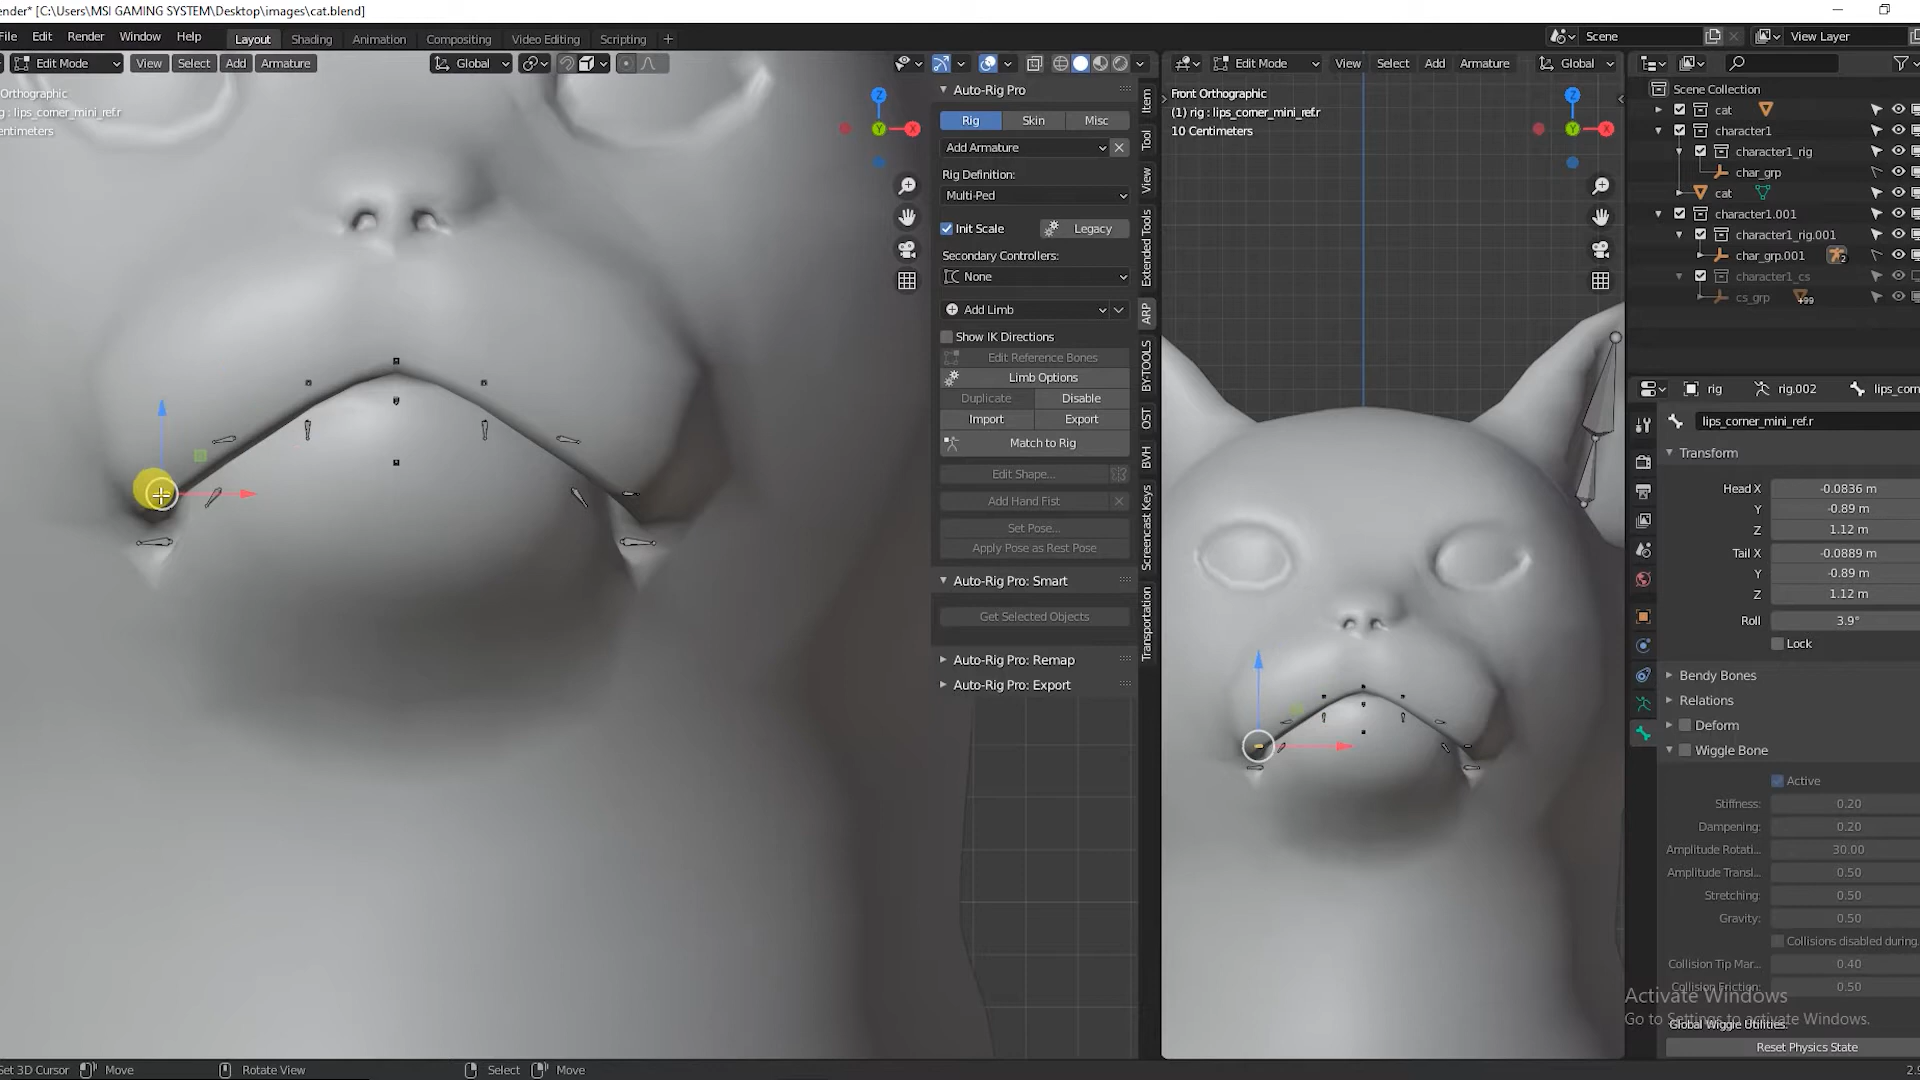 ender* [C:\Users\MSI GAMING SYSTEM\Desktop\images\cat.blend]
File Edit Render Window Help Layout Shading Animation Compositing Video Editing Scripting + Scene View Layer
Edit Mode View Select Add Armature Global
Orthographic
rig : lips_corner_mini_ref.r
entimeters
Auto-Rig Pro
Rig Skin Misc
Add Armature
Rig Definition:
Multi-Ped
Init Scale Legacy
Secondary Controllers:
None
Add Limb
Show IK Directions
Edit Reference Bones
Limb Options
Duplicate Disable
Import Export
Match to Rig
Edit Shape...
Add Hand Fist
Set Pose...
Apply Pose as Rest Pose
Auto-Rig Pro: Smart
Get Selected Objects
Auto-Rig Pro: Remap
Auto-Rig Pro: Export
Item
Tool
View
Extended Tools
ARP
BY-TOOLS
OST
BVH
Screencast Keys
Transportation
Edit Mode View Select Add Armature Global
Front Orthographic
(1) rig : lips_corner_mini_ref.r
10 Centimeters
Z
Y
X
Z
Y
X
Scene Collection
cat
character1
character1_rig
char_grp
cat
character1.001
character1_rig.001
char_grp.001
2
character1_cs
cs_grp
+99
rig rig.002 lips_corn
lips_corner_mini_ref.r
Transform
Head X -0.0836 m
Y -0.89 m
Z 1.12 m
Tail X -0.0889 m
Y -0.89 m
Z 1.12 m
Roll 3.9°
Lock
Bendy Bones
Relations
Deform
Wiggle Bone
Active
Stiffness: 0.20
Dampening: 0.20
Amplitude Rotati... 30.00
Amplitude Transl... 0.50
Stretching: 0.50
Gravity: 0.50
Collisions disabled during
Collision Tip Mar... 0.40
Collision Friction: 0.50
Activate Windows
Go to Settings to activate Windows.
Global Wiggle Utilities:
Reset Physics State
Set 3D Cursor Move Rotate View Select Move 2.9